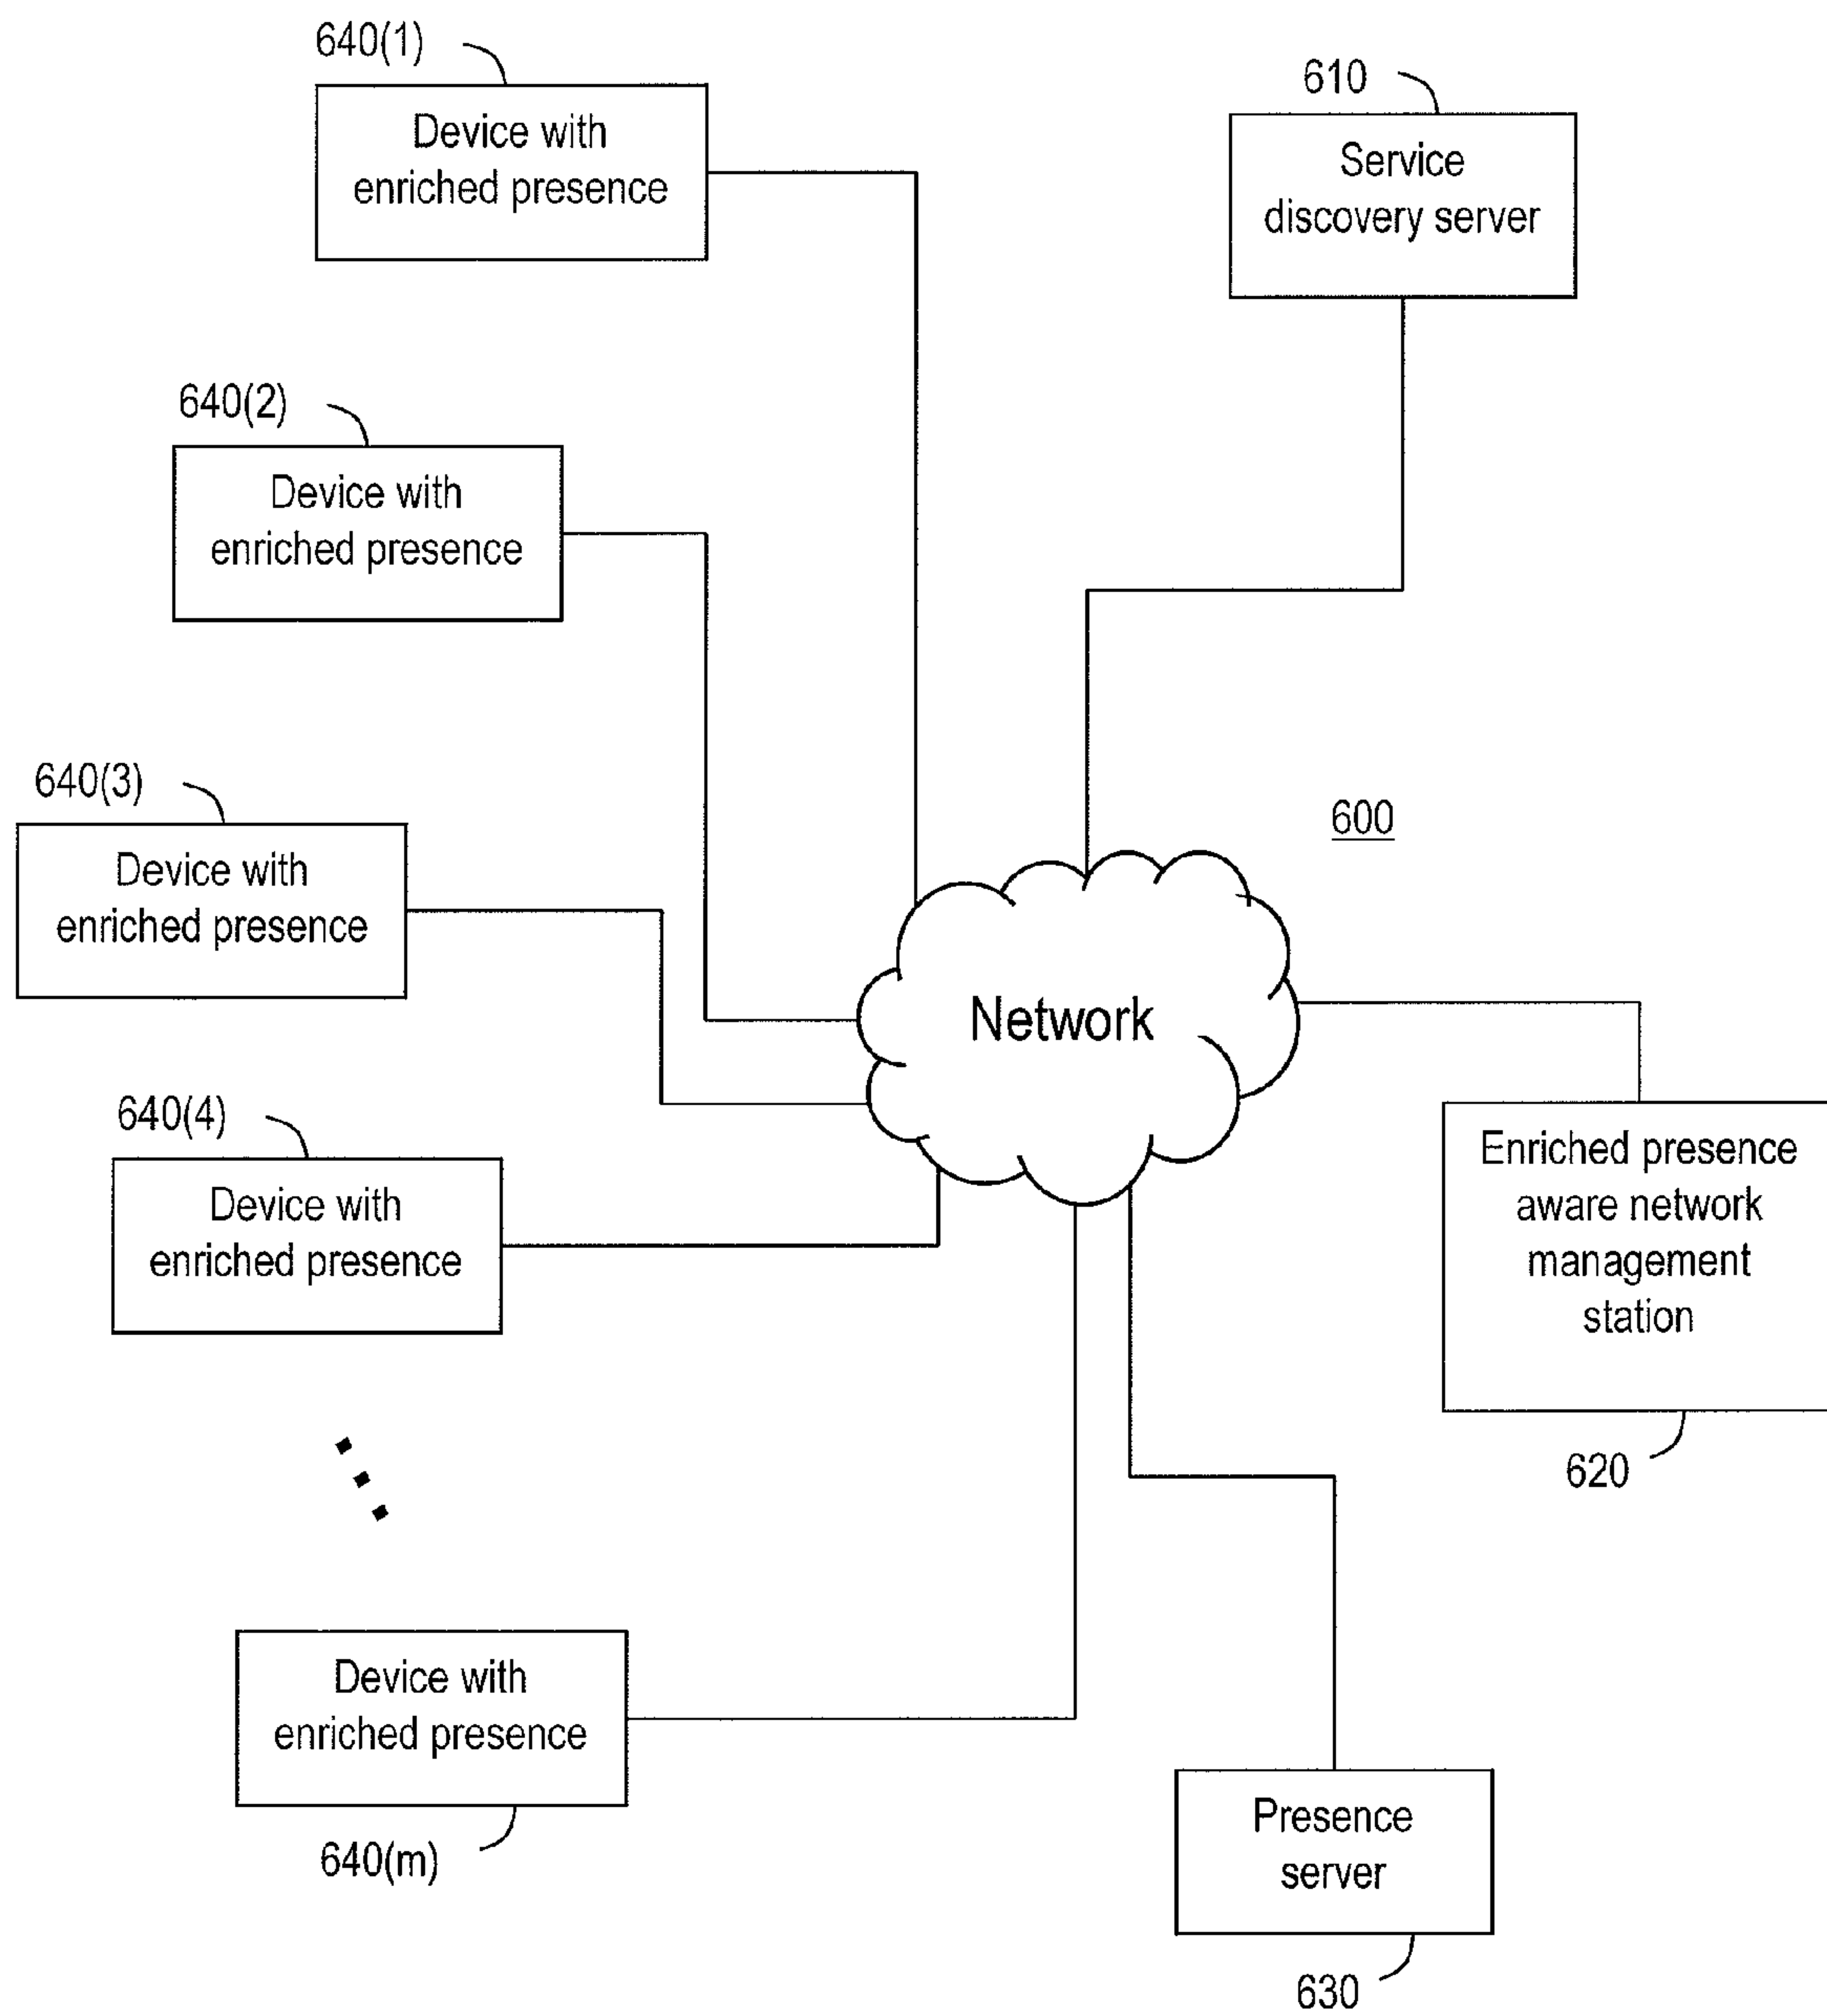 640(1)
Device with
enriched presence
610
Service
discovery server
640(2)
Device with
enriched presence
640(3)
Device with
enriched presence
600
Network
640(4)
Device with
enriched presence
Enriched presence
aware network
management
station
620
Device with
enriched presence
640(m)
Presence
server
630